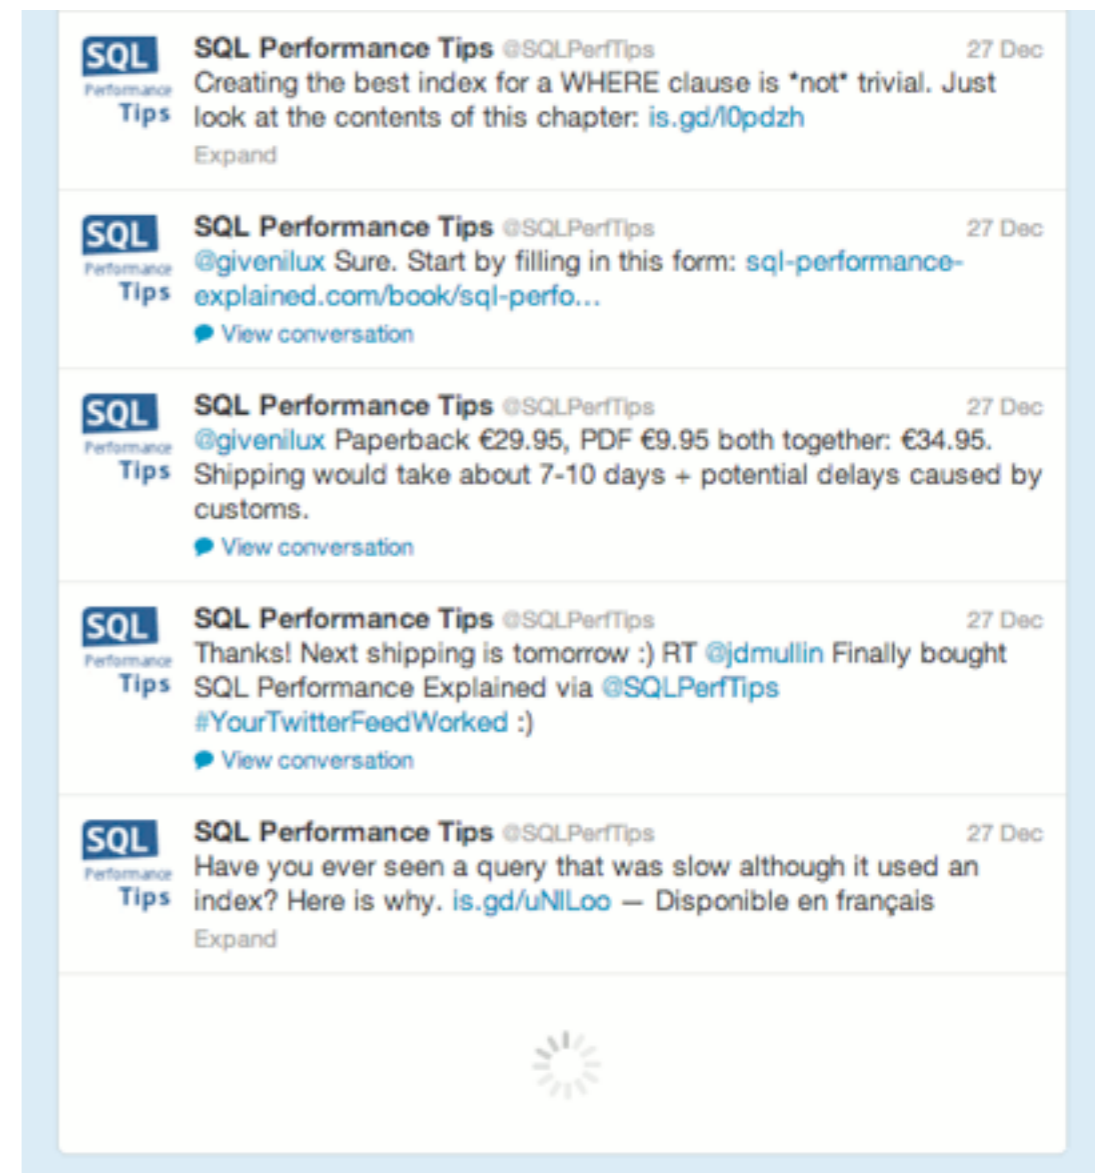 SQL Performance Tips @SQLPerfTips 27 Dec
Creating the best index for a WHERE clause is *not* trivial. Just
look at the contents of this chapter: is.gd/l0pdzh
Expand
SQL
Performance
Tips
SQL Performance Tips @SQLPerfTips 27 Dec
@givenilux Sure. Start by filling in this form: sql-performance-
explained.com/book/sql-perfo...
View conversation
SQL
Performance
Tips
SQL Performance Tips @SQLPerfTips 27 Dec
@givenilux Paperback €29.95, PDF €9.95 both together: €34.95.
Shipping would take about 7-10 days + potential delays caused by
customs.
View conversation
SQL
Performance
Tips
SQL Performance Tips @SQLPerfTips 27 Dec
Thanks! Next shipping is tomorrow :) RT @jdmullin Finally bought
SQL Performance Explained via @SQLPerfTips
#YourTwitterFeedWorked :)
View conversation
SQL
Performance
Tips
SQL Performance Tips @SQLPerfTips 27 Dec
Have you ever seen a query that was slow although it used an
index? Here is why. is.gd/uNlLoo — Disponible en français
Expand
SQL
Performance
Tips